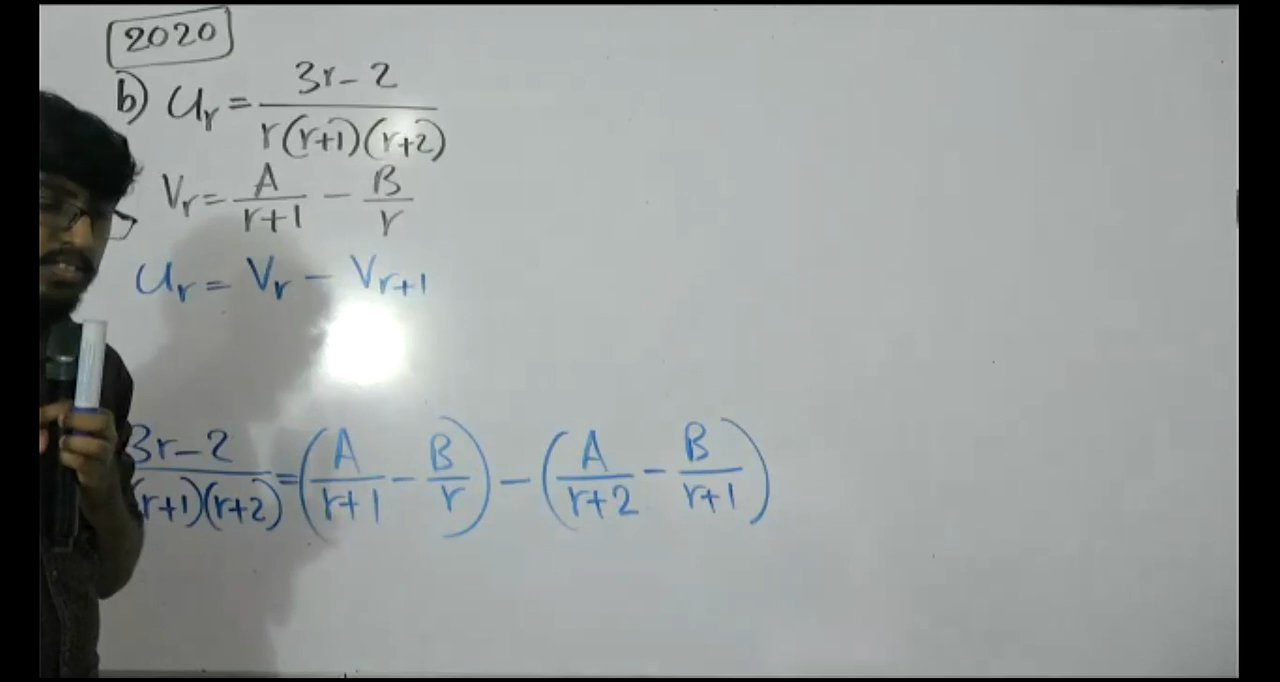 2020
b) Ur = 3r-2 / r(r+1)(r+2)
Vr = A/r+1 - B/r
Ur = Vr - Vr+1
3r-2 / (r+1)(r+2) = (A/r+1 - B/r) - (A/r+2 - B/r+1)